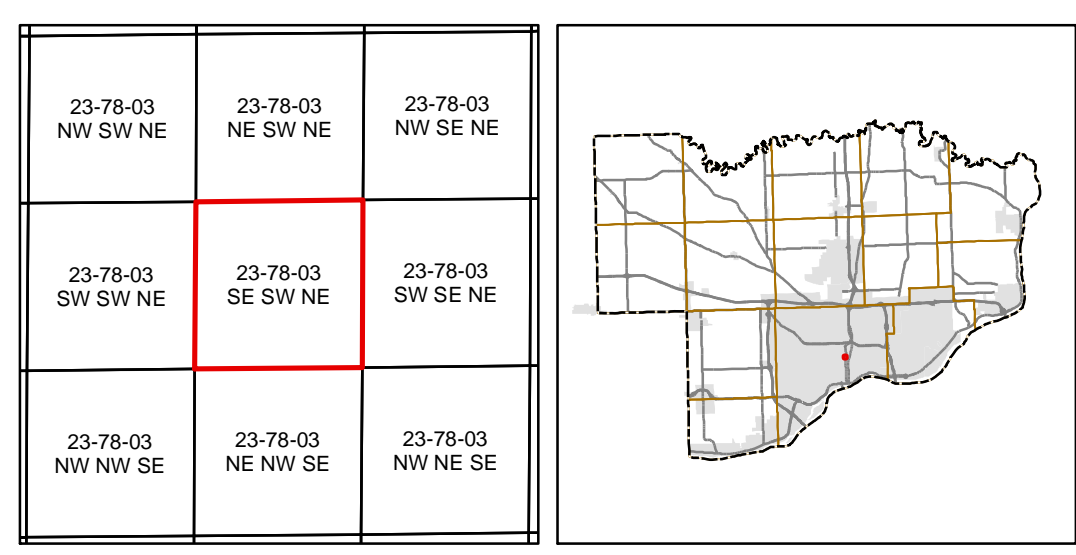 23-78-03
NW SW NE
23-78-03
NE SW NE
23-78-03
NW SE NE
23-78-03
SW SW NE
23-78-03
SE SW NE
23-78-03
SW SE NE
23-78-03
NW NW SE
23-78-03
NE NW SE
23-78-03
NW NE SE